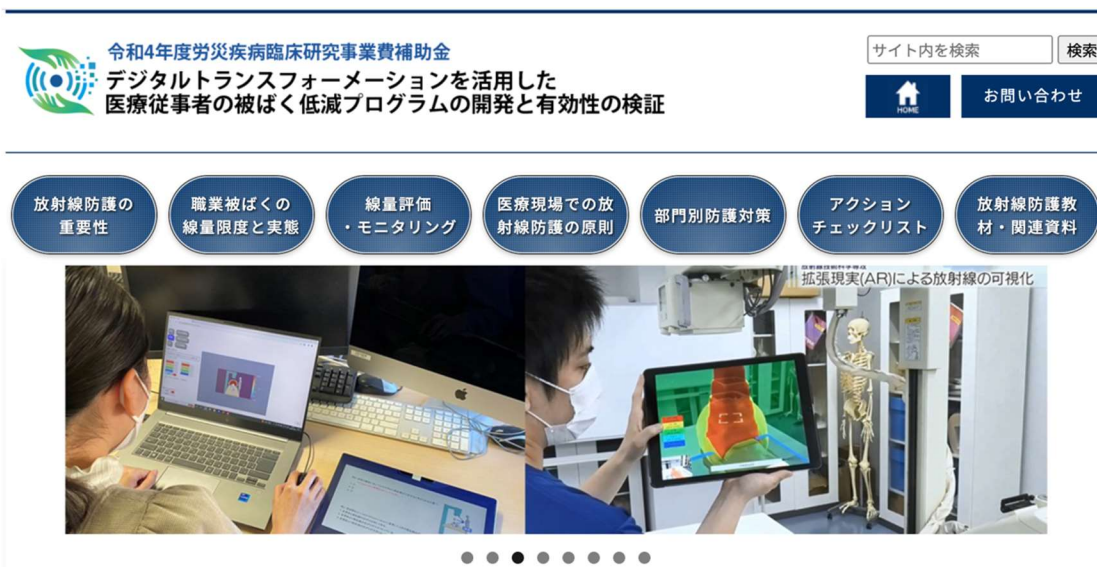 令和4年度労災疾病臨床研究事業費補助金
デジタルトランスフォーメーションを活用した
医療従事者の被ばく低減プログラムの開発と有効性の検証
サイト内を検索
検索
HOME
お問い合わせ
放射線防護の
重要性
職業被ばくの
線量限度と実態
線量評価
・モニタリング
医療現場での放
射線防護の原則
部門別防護対策
アクション
チェックリスト
放射線防護教
材・関連資料
拡張現実(AR)による放射線の可視化